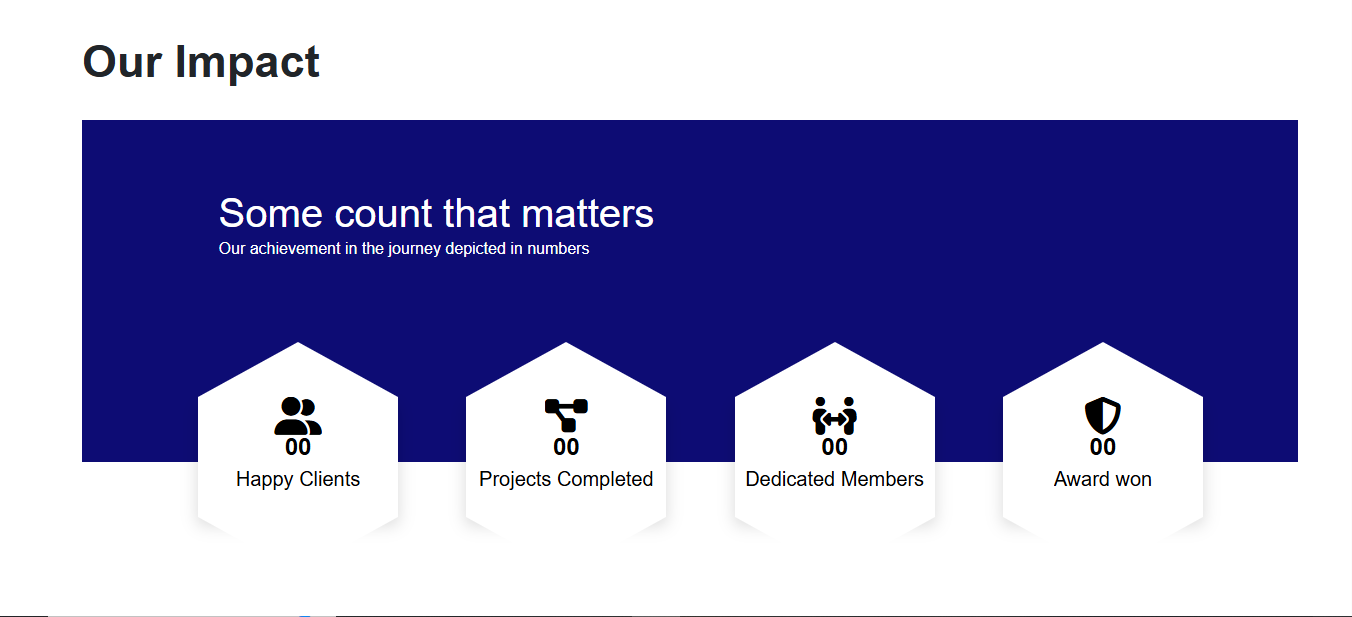 Our Impact
Some count that matters
Our achievement in the journey depicted in numbers
00
Happy Clients
00
Projects Completed
00
Dedicated Members
00
Award won